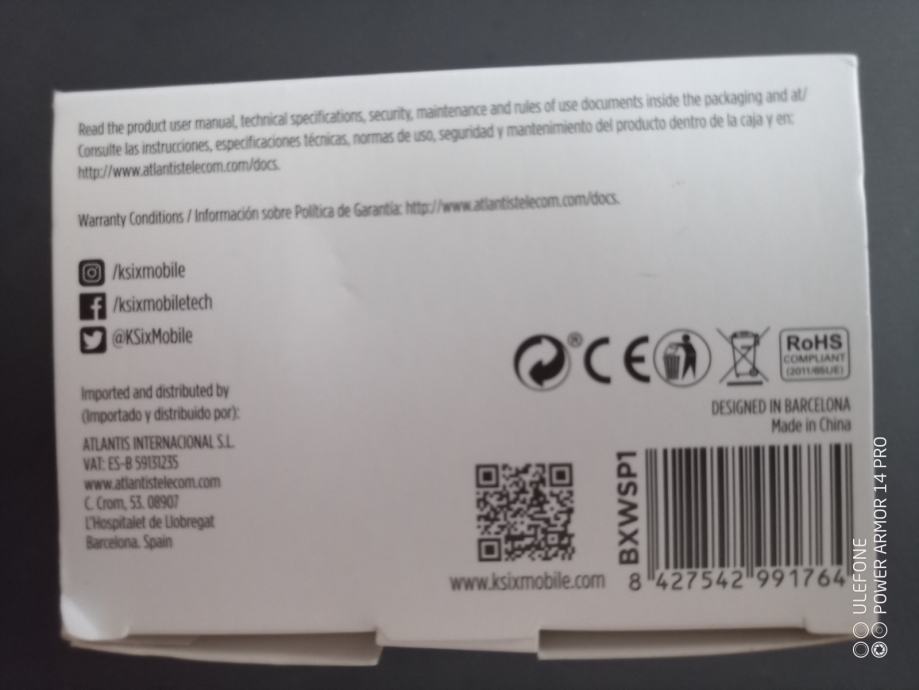 Read the product user manual, technical specifications, security, maintenance and rules of use documents inside the packaging and at/
Consulte las instrucciones, especificaciones técnicas, normas de uso, seguridad y mantenimiento del producto dentro de la caja y en:
http://www.atlantistelecom.com/docs.
Warranty Conditions / Información sobre Política de Garantía: http://www.atlantistelecom.com/docs.
/ksixmobile
/ksixmobiletech
@KSixMobile
Imported and distributed by
(Importado y distribuido por):
ATLANTIS INTERNACIONAL S.L.
VAT: ES-B 59131235
www.atlantistelecom.com
C. Crom, 53. 08907
L'Hospitalet de Llobregat
Barcelona. Spain
® CE
RoHS
COMPLIANT
(2011/65/UE)
DESIGNED IN BARCELONA
Made in China
BXWSP1
www.ksixmobile.com
8 427542 991764
ULEFONE
POWER ARMOR 14 PRO